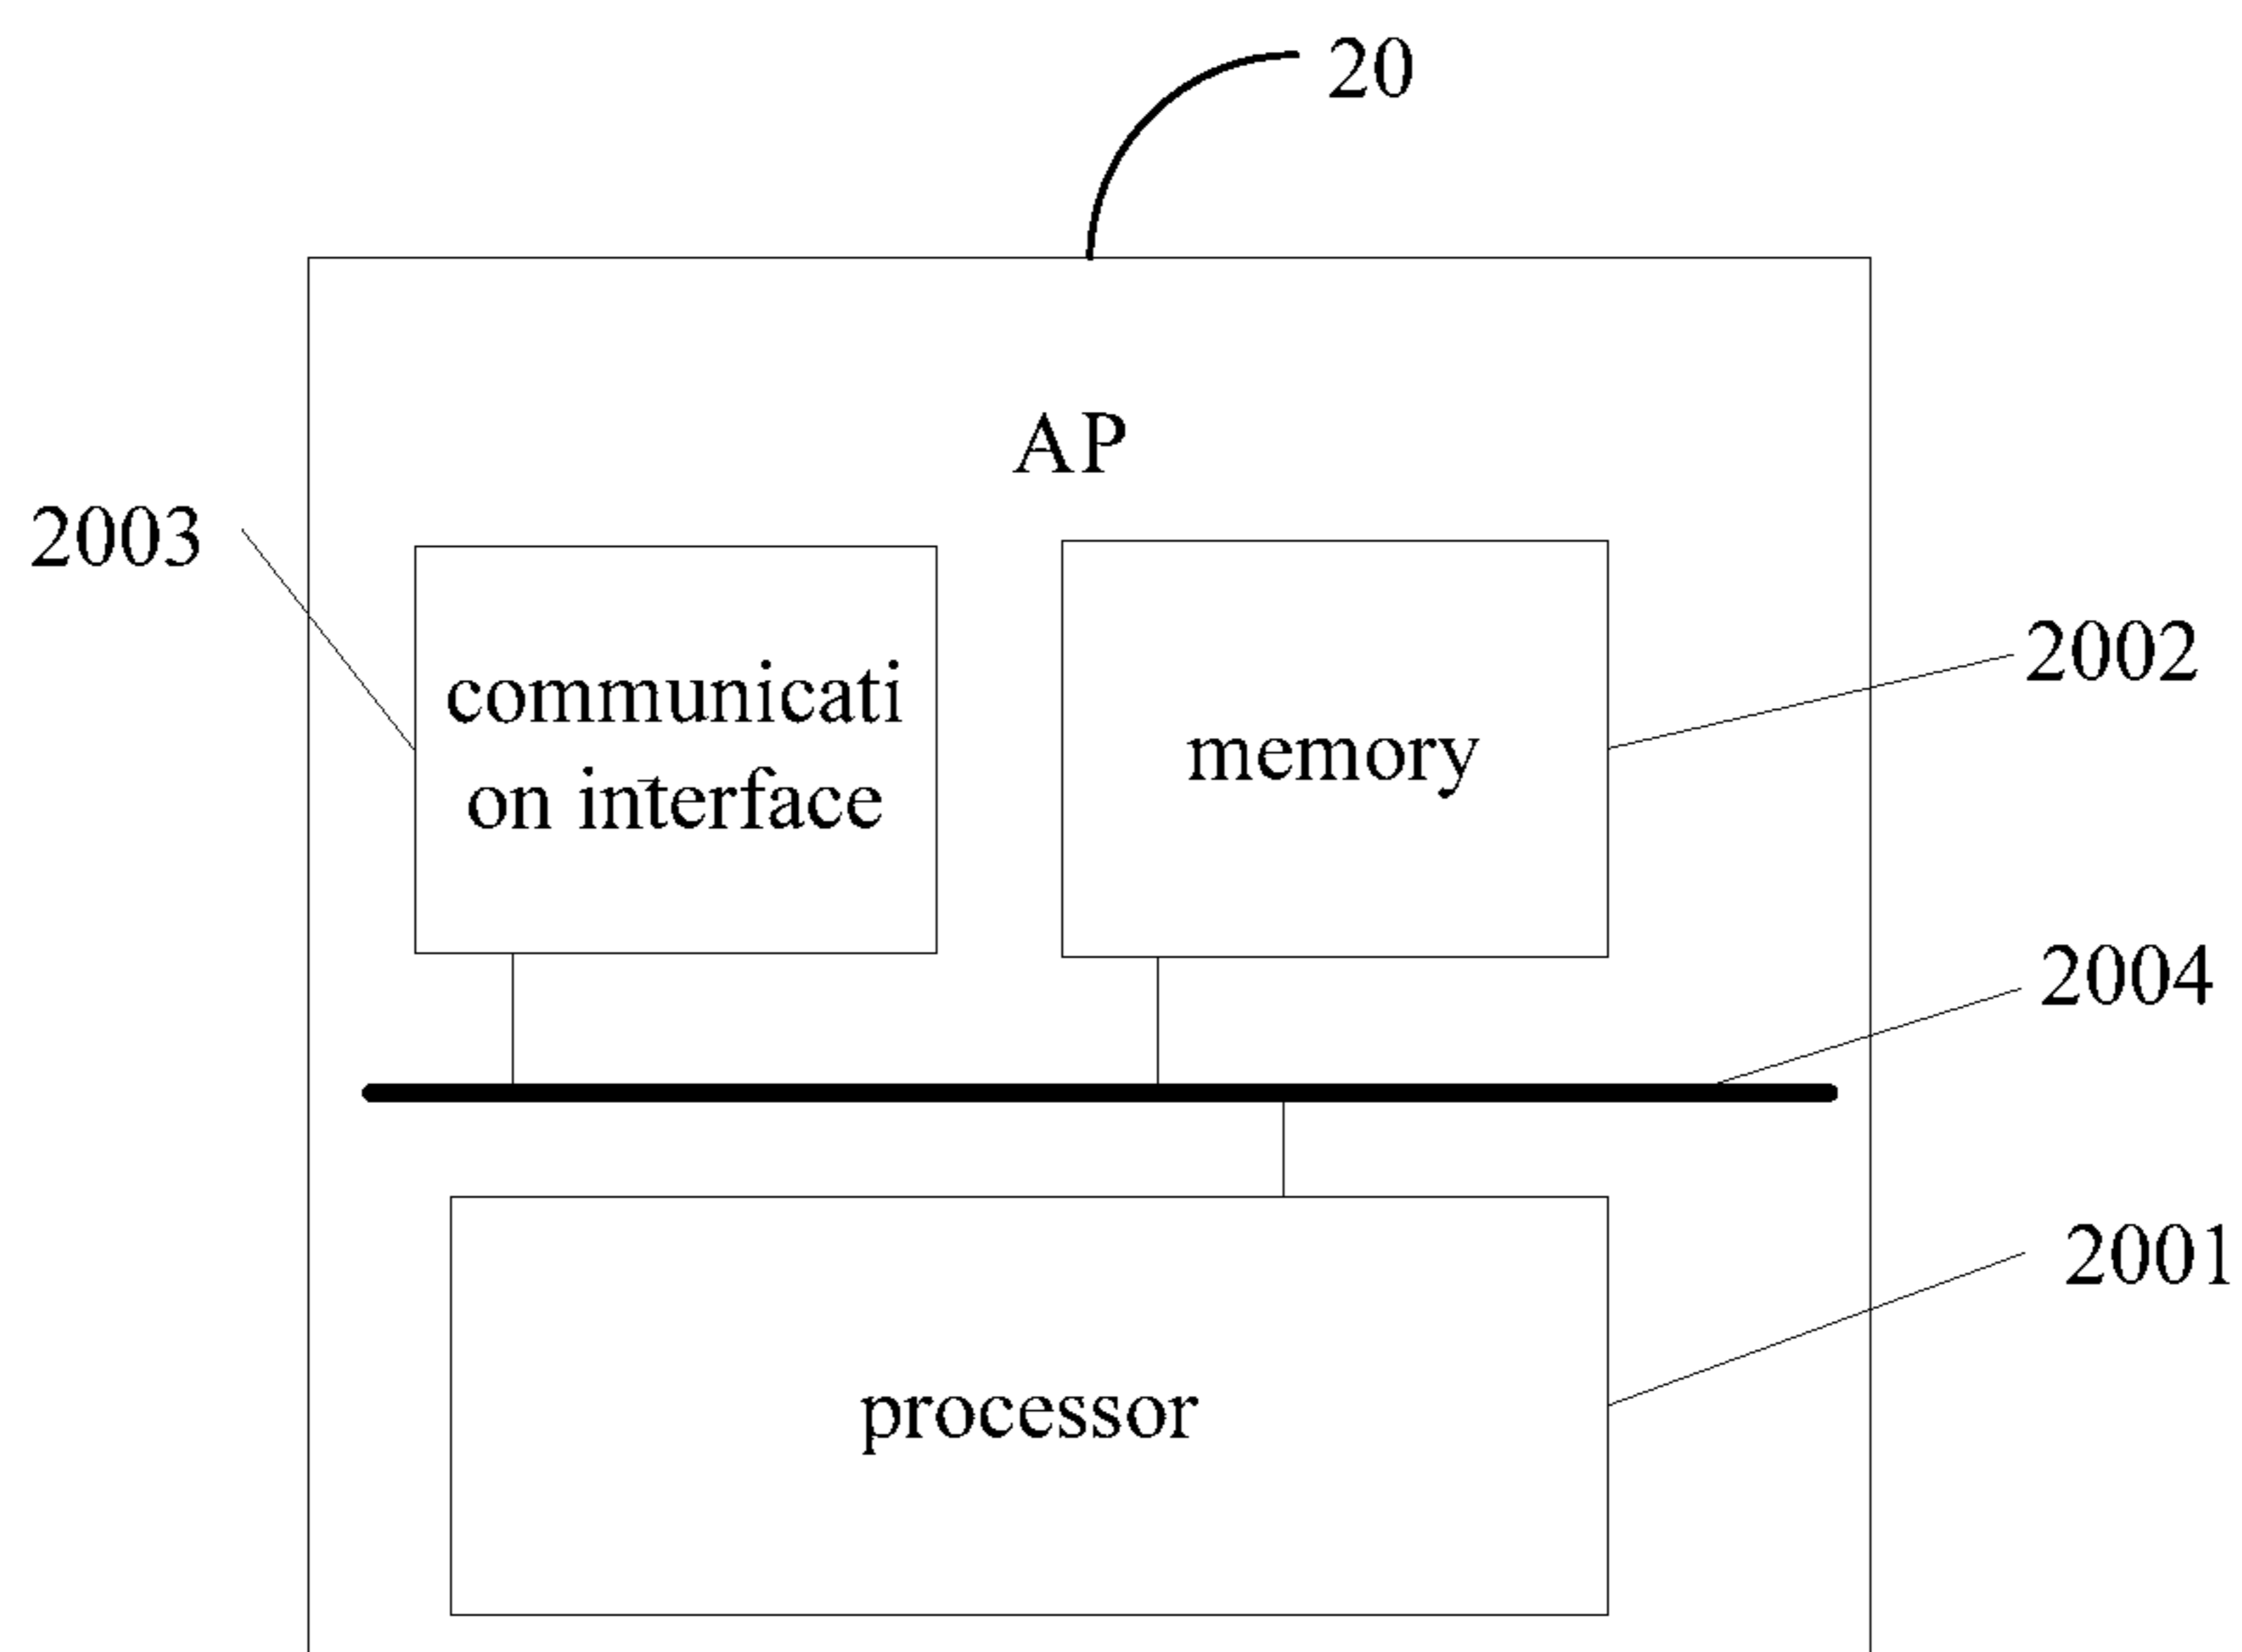 20
AP
2003
communicati
on interface
memory
2002
2004
2001
processor